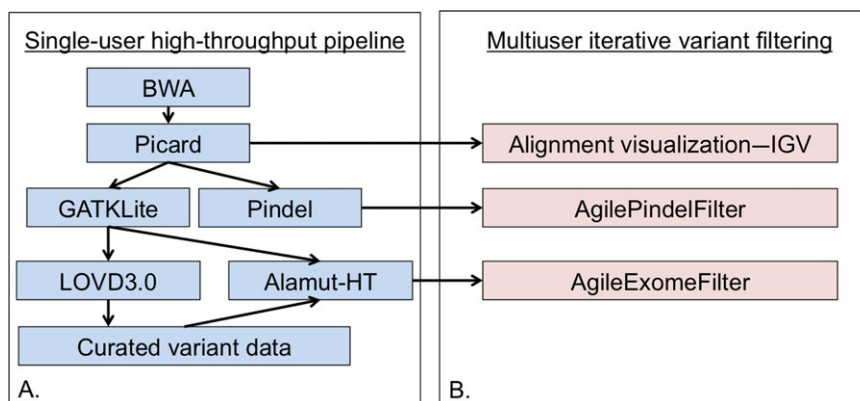 Single-user high-throughput pipeline
BWA
Picard
GATKLite
Pindel
LOVD3.0
Alamut-HT
Curated variant data
A.
Multiuser iterative variant filtering
Alignment visualization—IGV
AgilePindelFilter
AgileExomeFilter
B.